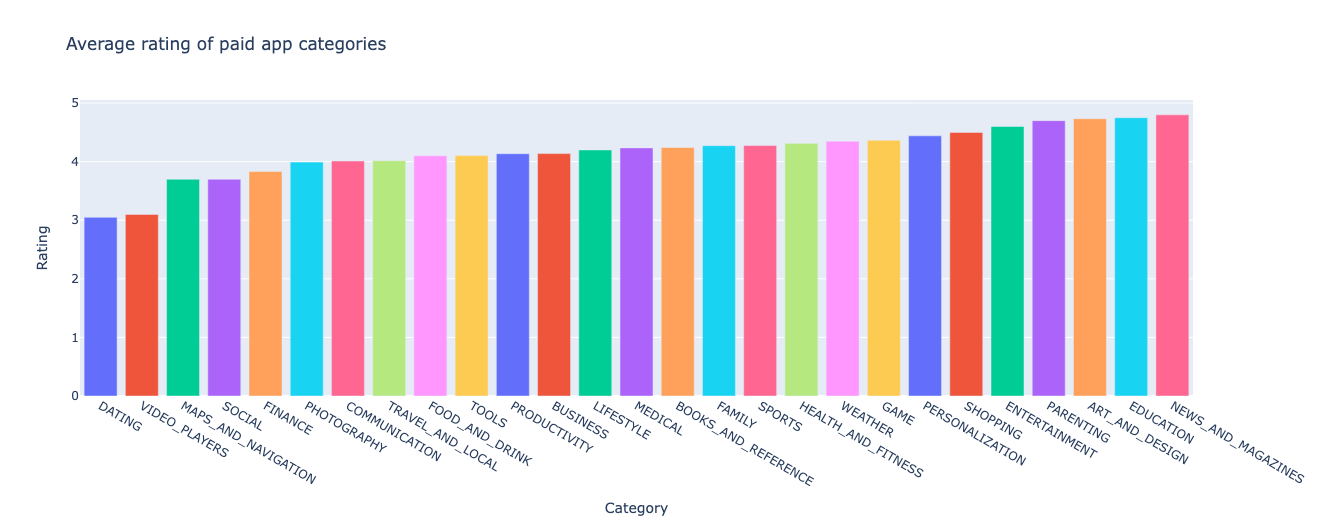 Average rating of paid app categories
5
4
3
2
1
0
Rating
DATING
VIDEO_PLAYERS
MAPS_AND_NAVIGATION
SOCIAL
FINANCE
PHOTOGRAPHY
COMMUNICATION
TRAVEL_AND_LOCAL
FOOD_AND_DRINK
TOOLS
PRODUCTIVITY
BUSINESS
LIFESTYLE
MEDICAL
BOOKS_AND_REFERENCE
FAMILY
SPORTS
HEALTH_AND_FITNESS
WEATHER
GAME
PERSONALIZATION
SHOPPING
ENTERTAINMENT
PARENTING
ART_AND_DESIGN
EDUCATION
NEWS_AND_MAGAZINES
Category